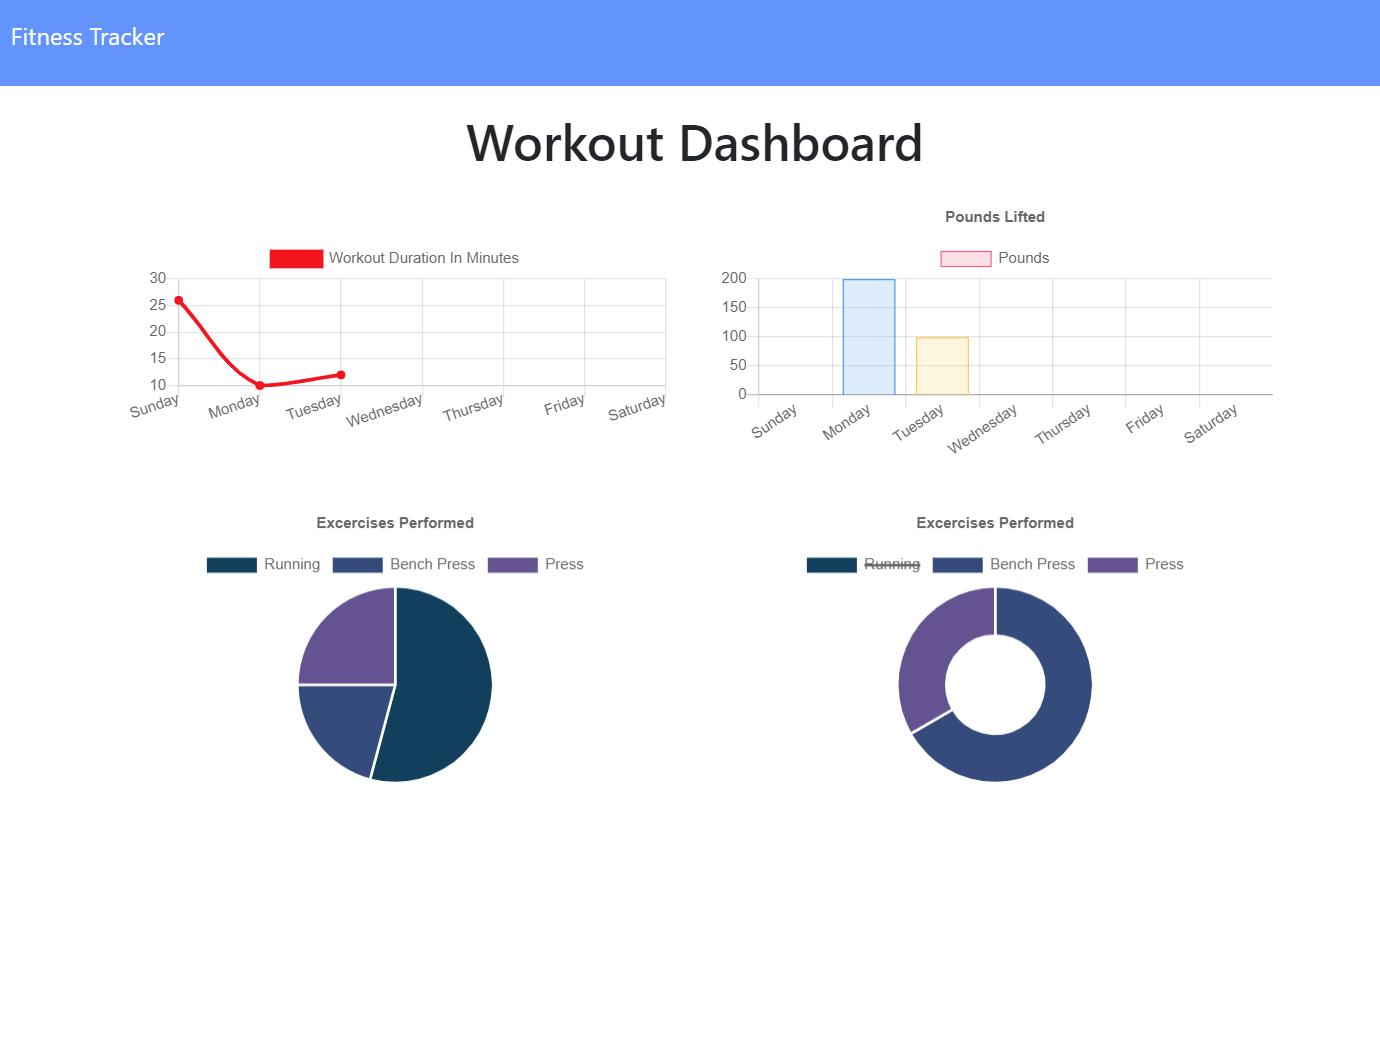 Fitness Tracker
Workout Dashboard
Workout Duration In Minutes
30
25
20
15
10
Sunday Monday Tuesday Wednesday Thursday Friday Saturday
Pounds Lifted
Pounds
200
150
100
50
0
Sunday Monday Tuesday Wednesday Thursday Friday Saturday
Excercises Performed
Running Bench Press Press
Excercises Performed
Running Bench Press Press